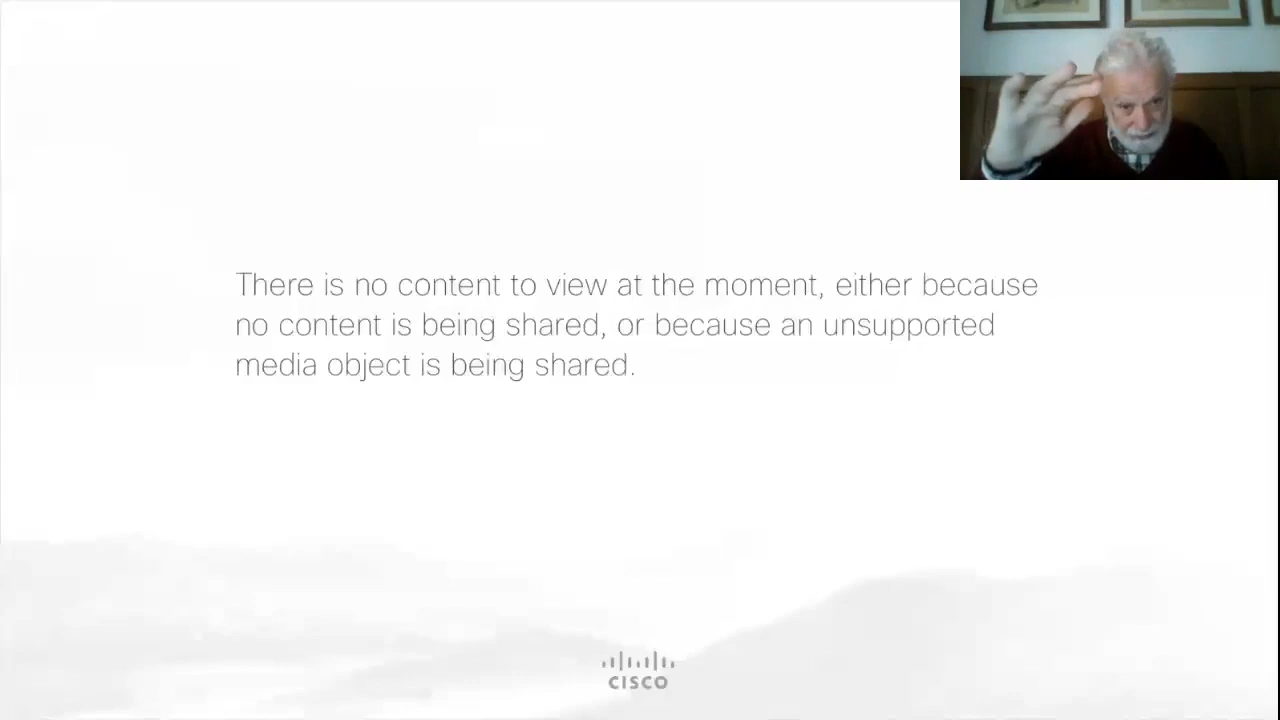 There is no content to view at the moment, either because
no content is being shared, or because an unsupported
media object is being shared.
CISCO